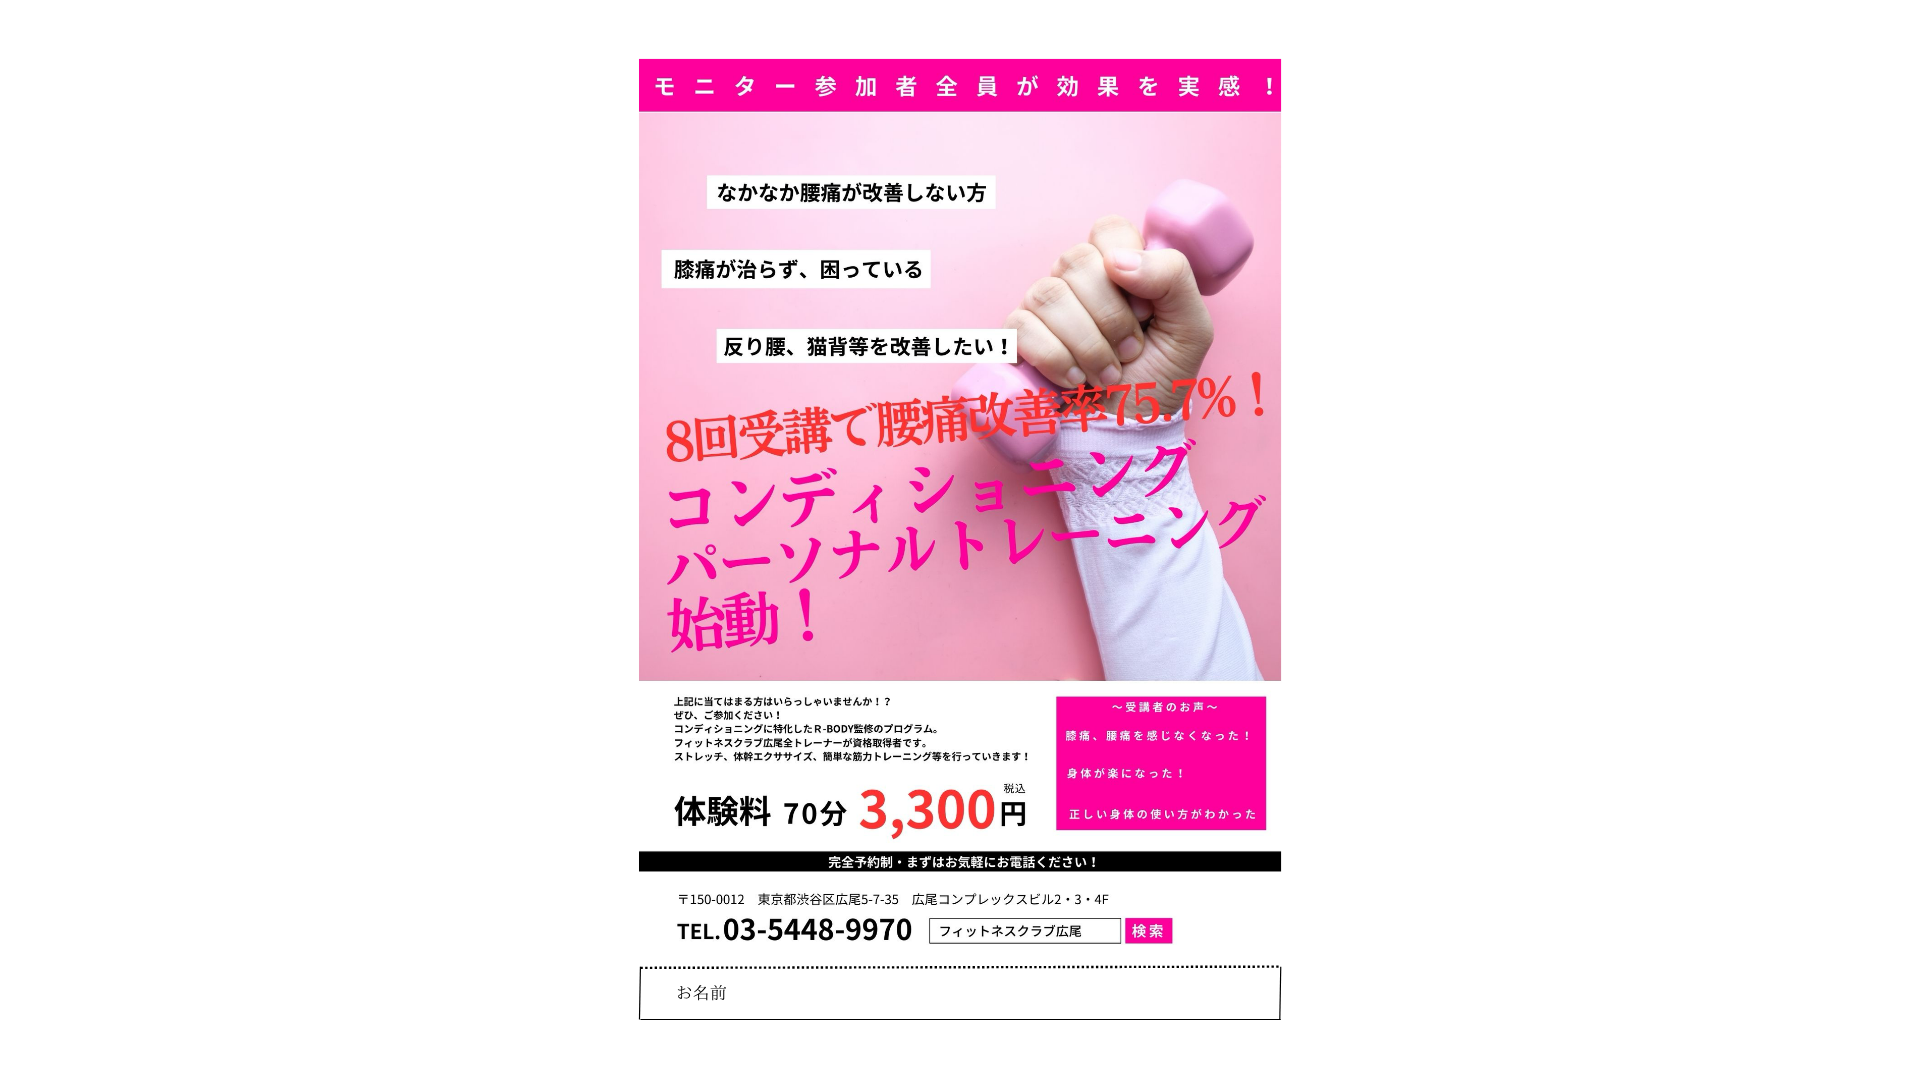 モニター参加者全員が効果を実感！
なかなか腰痛が改善しない方
膝痛が治らず、困っている
反り腰、猫背等を改善したい！
8回受講で腰痛改善率75.7%！
コンディショニング
パーソナルトレーニング
始動！
上記に当てはまる方はいらっしゃいませんか！？
ぜひ、ご参加ください！
コンディショニングに特化したR-BODY監修のプログラム。
フィットネスクラブ広尾全トレーナーが資格取得者です。
ストレッチ、体幹エクササイズ、簡単な筋力トレーニング等を行っていきます！
体験料 70分 3,300円 税込
～受講者のお声～
膝痛、腰痛を感じなくなった！
身体が楽になった！
正しい身体の使い方がわかった
完全予約制・まずはお気軽にお電話ください！
〒150-0012　東京都渋谷区広尾5-7-35　広尾コンプレックスビル2・3・4F
TEL.03-5448-9970 フィットネスクラブ広尾 検索
お名前